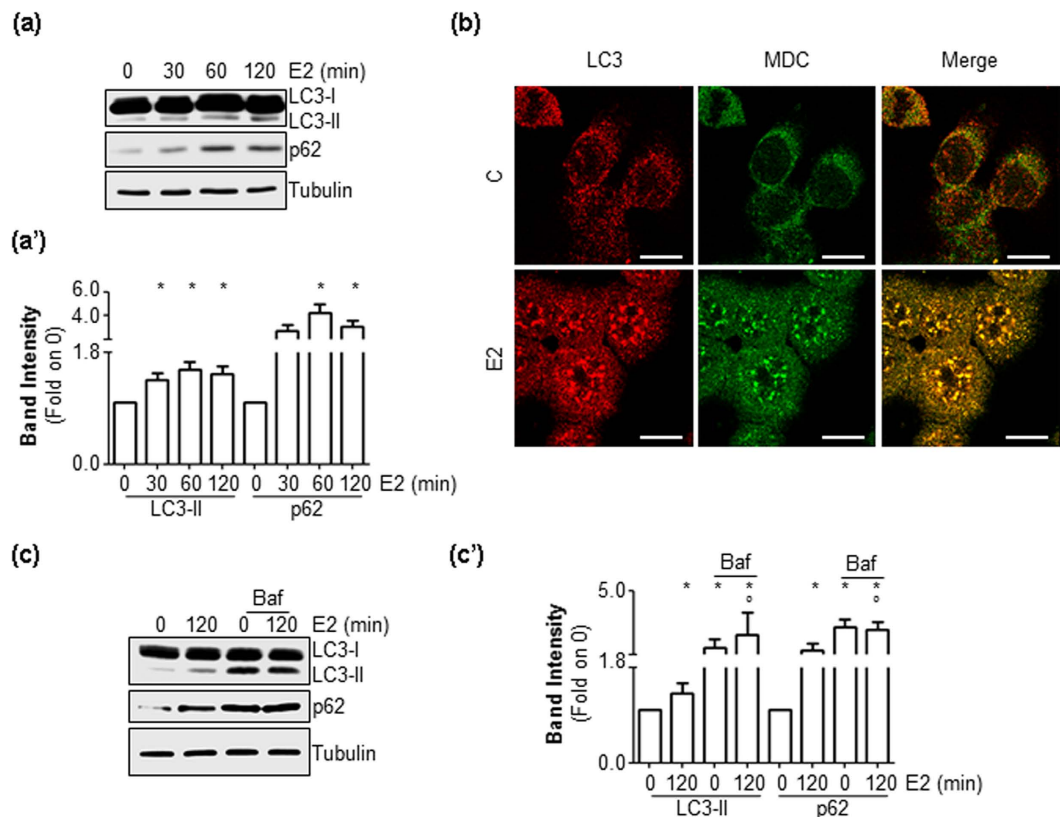 (a)
0 30 60 120 E2 (min)
LC3-I
LC3-II
p62
Tubulin
(a')
Band Intensity
(Fold on 0)
6.0
4.0
1.8
0.0
* * * * *
0 30 60 120 0 30 60 120 E2 (min)
LC3-II p62
(b)
LC3 MDC Merge
C
E2
(c)
Baf
0 120 0 120 E2 (min)
LC3-I
LC3-II
p62
Tubulin
(c')
Band Intensity
(Fold on 0)
5.0
1.8
0.0
Baf Baf
* * * * * *
° °
0 120 0 120 0 120 0 120 E2 (min)
LC3-II p62